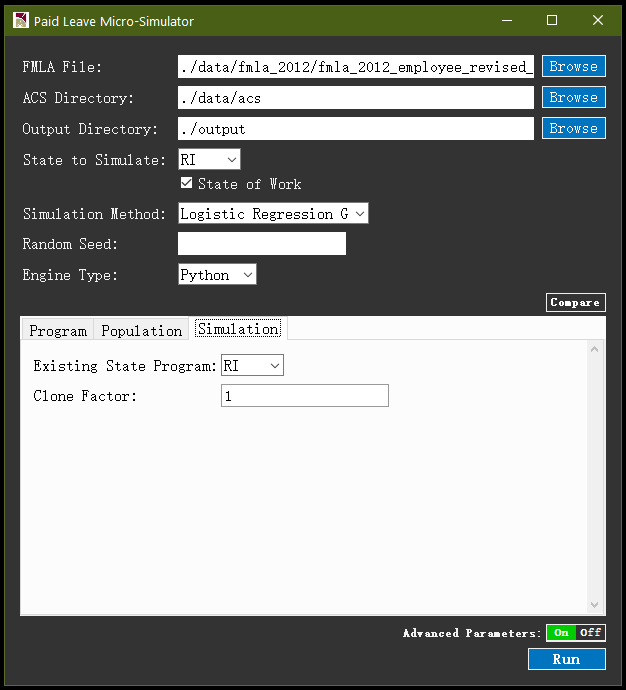 Paid Leave Micro-Simulator
FMLA File: ./data/fmla_2012/fmla_2012_employee_revised_ Browse
ACS Directory: ./data/acs Browse
Output Directory: ./output Browse
State to Simulate: RI
State of Work
Simulation Method: Logistic Regression G
Random Seed:
Engine Type: Python
Compare
Program Population Simulation
Existing State Program: RI
Clone Factor: 1
Advanced Parameters: On Off
Run